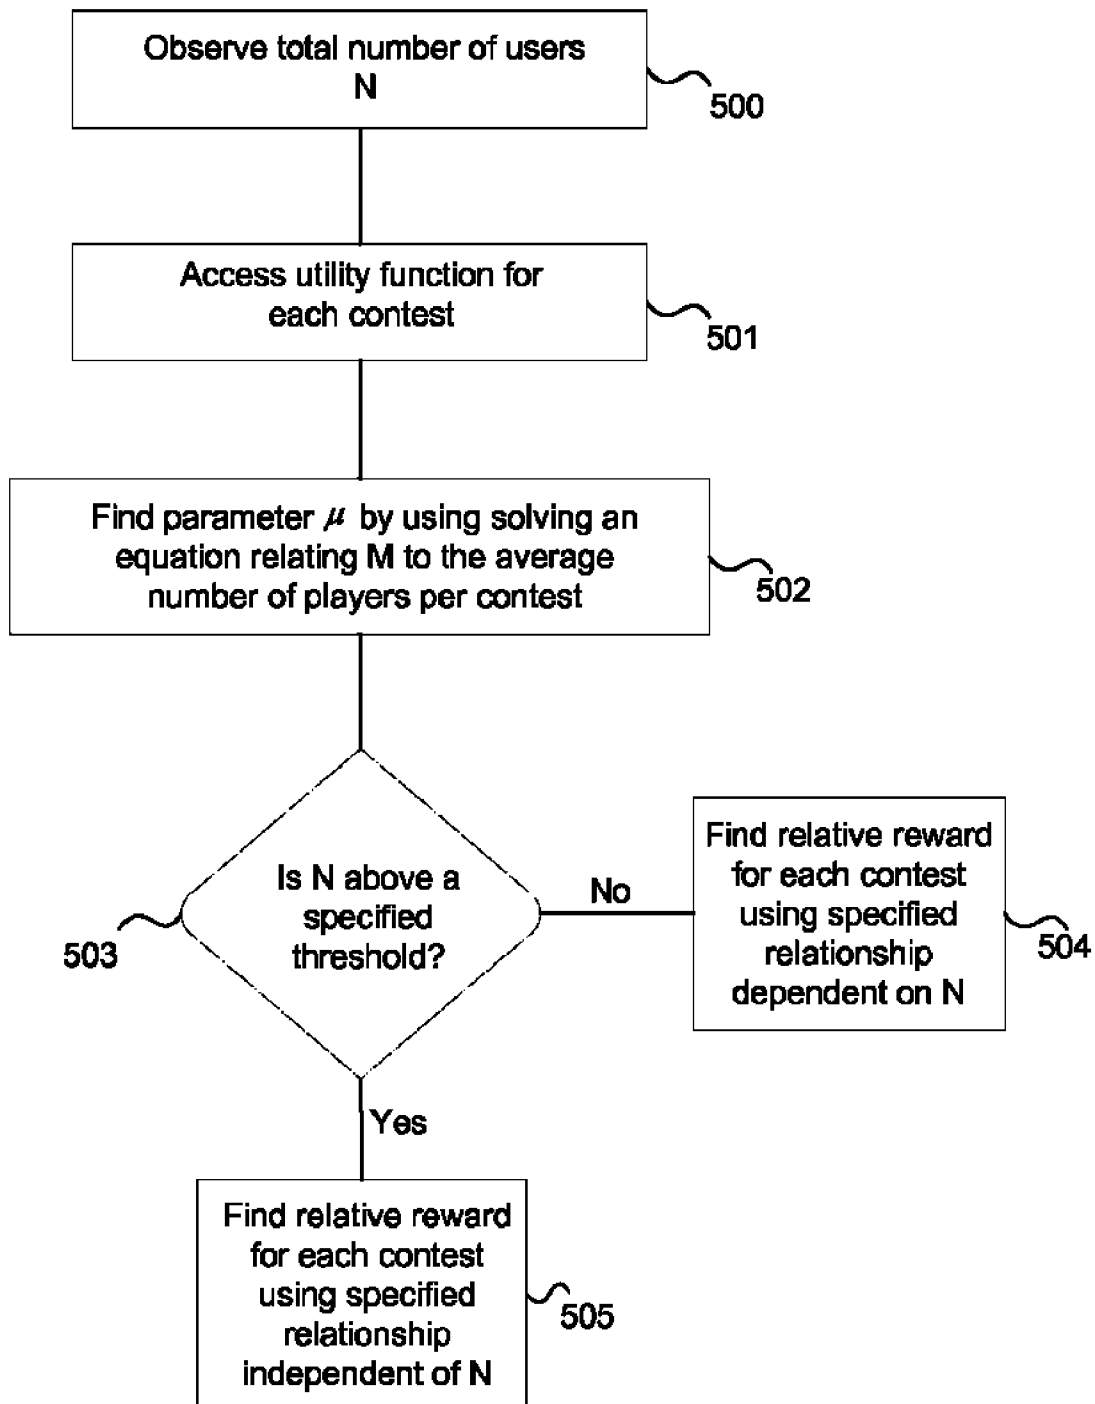 Observe total number of users
N
500
Access utility function for
each contest
501
Find parameter μ by using solving an
equation relating M to the average
number of players per contest
502
Is N above a
specified
threshold?
503
No
Find relative reward
for each contest
using specified
relationship
dependent on N
504
Yes
Find relative reward
for each contest
using specified
relationship
independent of N
505